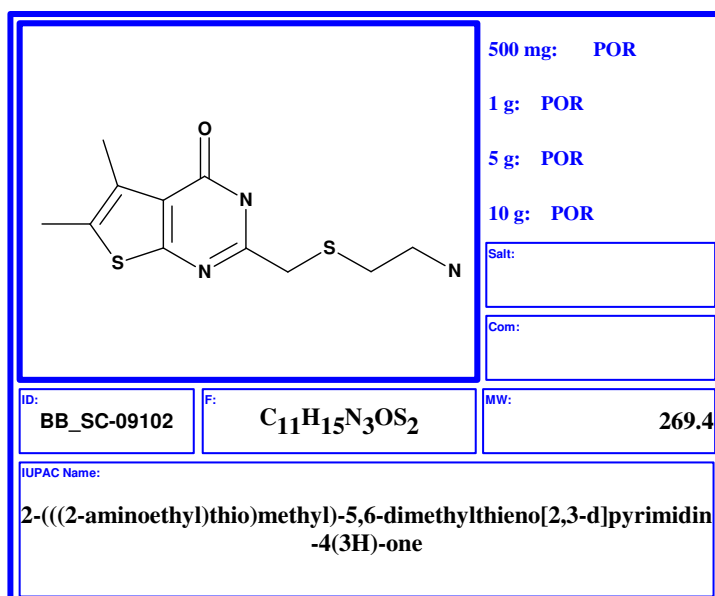 500 mg: POR
1 g: POR
5 g: POR
10 g: POR
O
N
S
N
S
N
Salt:
Com:
ID:
BB_SC-09102
F:
C11H15N3OS2
MW:
269.4
IUPAC Name:
2-(((2-aminoethyl)thio)methyl)-5,6-dimethylthieno[2,3-d]pyrimidin
-4(3H)-one